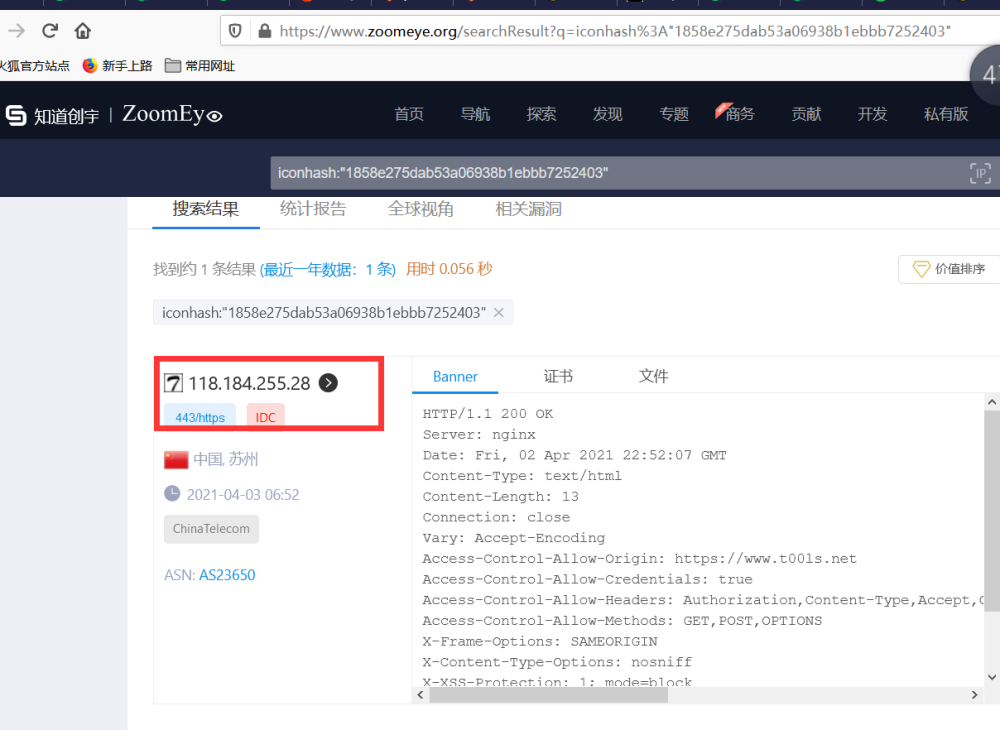 https://www.zoomeye.org/searchResult?q=iconhash%3A"1858e275dab53a06938b1ebbb7252403"
火狐官方站点 新手上路 常用网址
47
知道创宇 | ZoomEye
首页 导航 探索 发现 专题 商务 贡献 开发 私有版
iconhash:"1858e275dab53a06938b1ebbb7252403"
IP
搜索结果 统计报告 全球视角 相关漏洞
找到约 1 条结果 (最近一年数据：1 条) 用时 0.056 秒
价值排序
iconhash:"1858e275dab53a06938b1ebbb7252403" ×
7 118.184.255.28
443/https IDC
中国, 苏州
2021-04-03 06:52
ChinaTelecom
ASN: AS23650
Banner 证书 文件
HTTP/1.1 200 OK
Server: nginx
Date: Fri, 02 Apr 2021 22:52:07 GMT
Content-Type: text/html
Content-Length: 13
Connection: close
Vary: Accept-Encoding
Access-Control-Allow-Origin: https://www.t00ls.net
Access-Control-Allow-Credentials: true
Access-Control-Allow-Headers: Authorization,Content-Type,Accept,
Access-Control-Allow-Methods: GET,POST,OPTIONS
X-Frame-Options: SAMEORIGIN
X-Content-Type-Options: nosniff
X-XSS-Protection: 1; mode=block